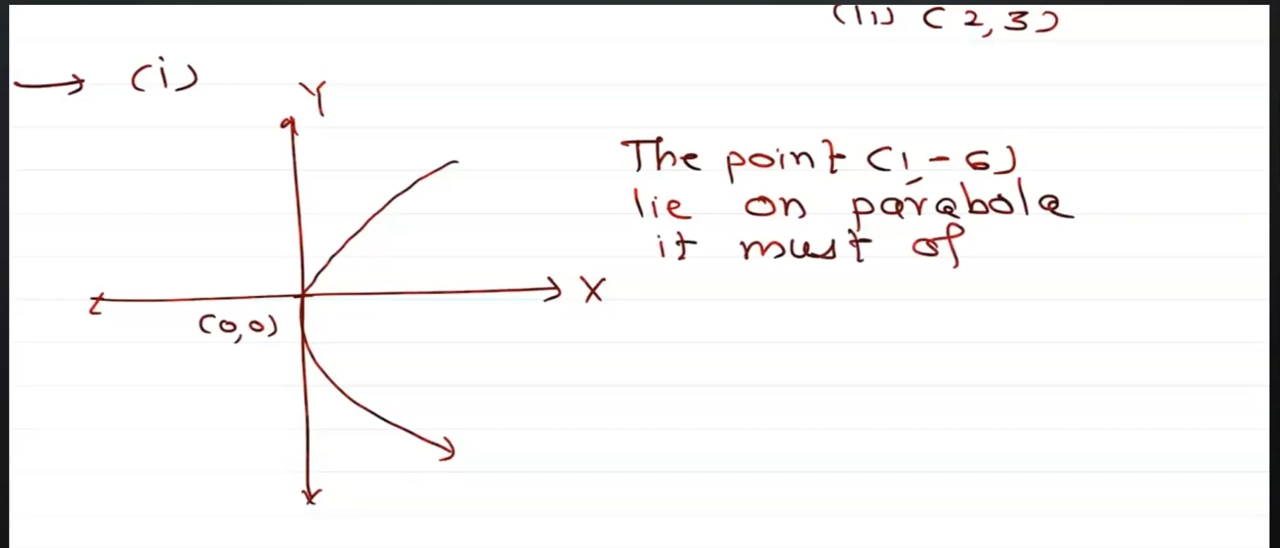 (ii) (2,3)
→ (i)
Y
The point (1, -6)
lie on parabola
it must of
X
(0,0)